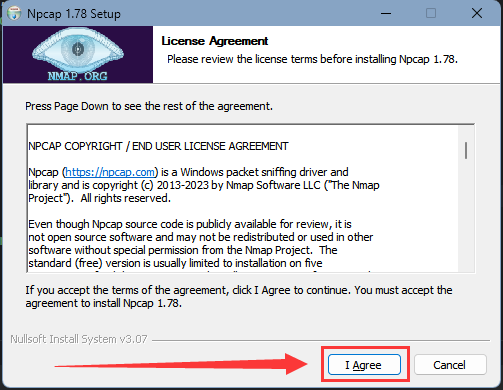 Npcap 1.78 Setup
NMAP.ORG
License Agreement
Please review the license terms before installing Npcap 1.78.
Press Page Down to see the rest of the agreement.
NPCAP COPYRIGHT / END USER LICENSE AGREEMENT
Npcap (https://npcap.com) is a Windows packet sniffing driver and
library and is copyright (c) 2013-2023 by Nmap Software LLC ("The Nmap
Project").  All rights reserved.
Even though Npcap source code is publicly available for review, it is
not open source software and may not be redistributed or used in other
software without special permission from the Nmap Project.  The
standard (free) version is usually limited to installation on five
If you accept the terms of the agreement, click I Agree to continue. You must accept the
agreement to install Npcap 1.78.
Nullsoft Install System v3.07
I Agree
Cancel